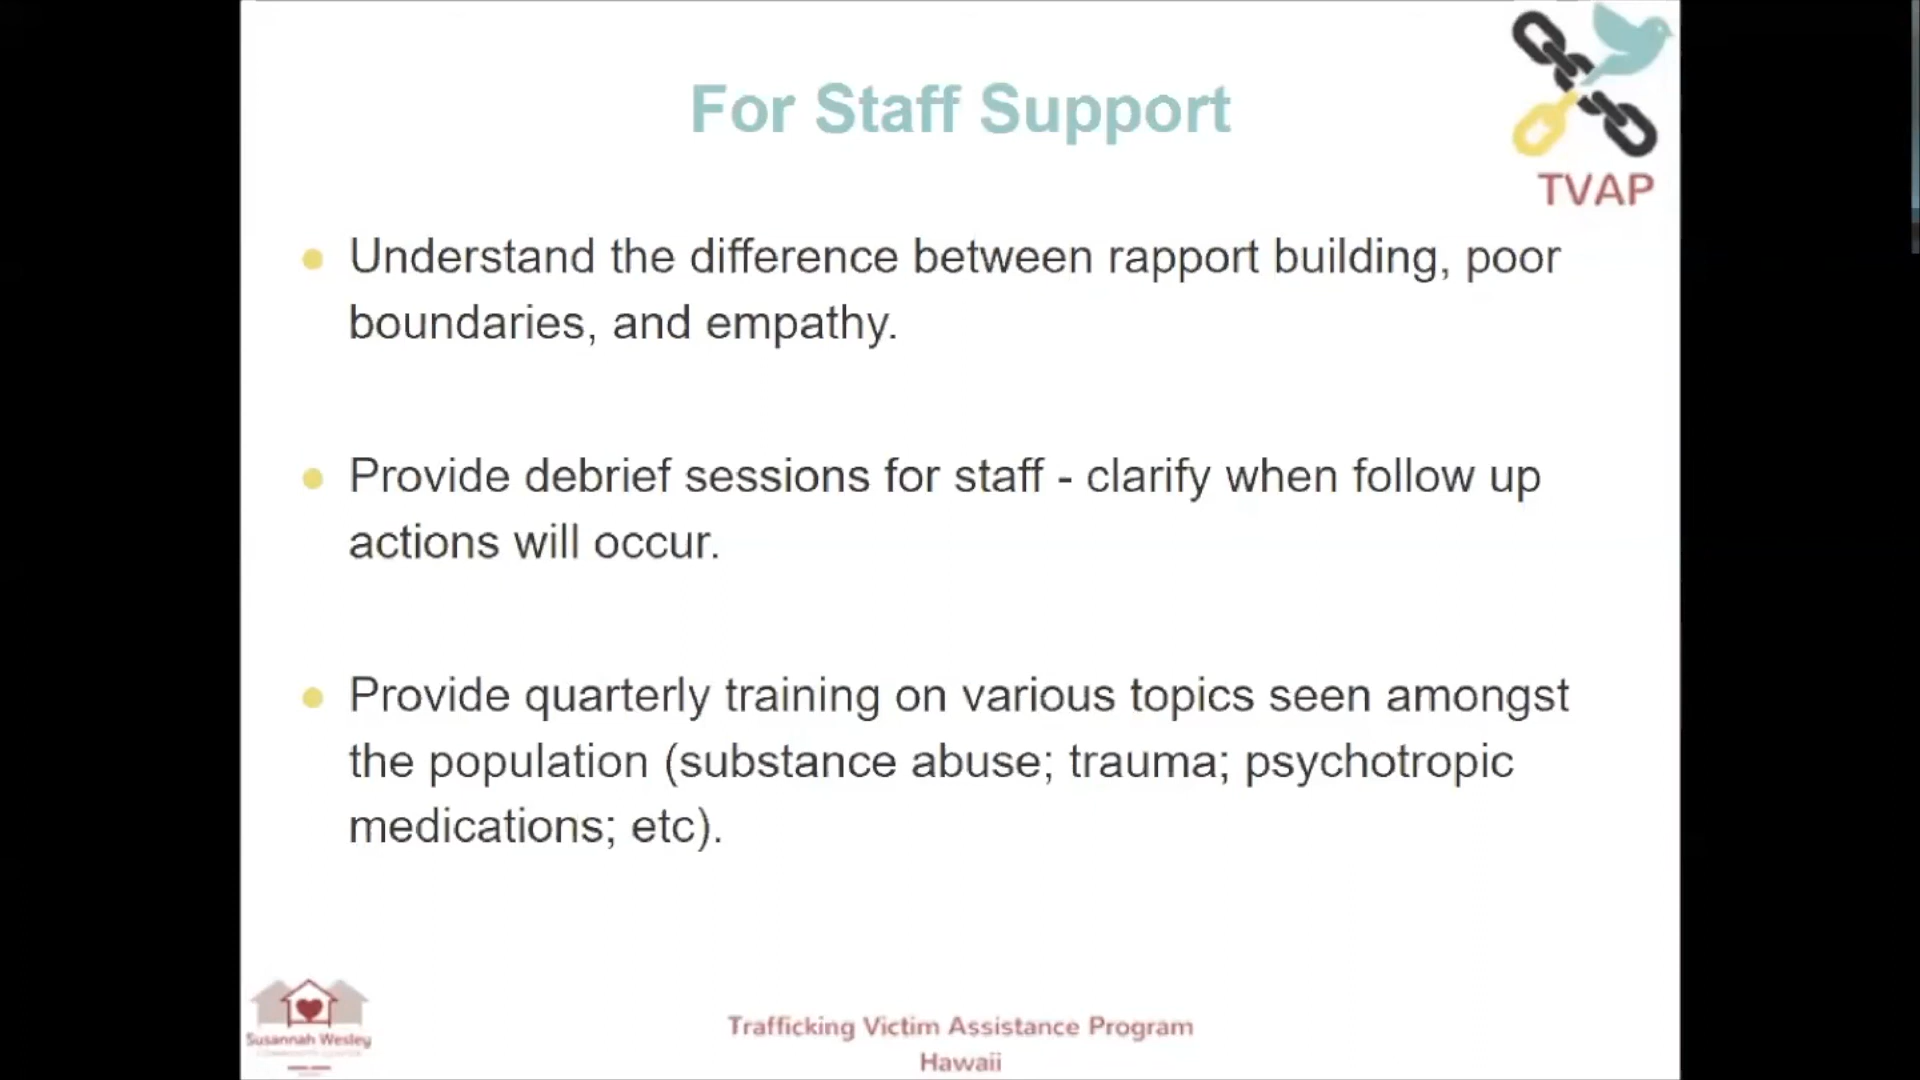 For Staff Support
TVAP
Understand the difference between rapport building, poor
boundaries, and empathy.
Provide debrief sessions for staff - clarify when follow up
actions will occur.
Provide quarterly training on various topics seen amongst
the population (substance abuse; trauma; psychotropic
medications; etc).
Susannah Wesley
Trafficking Victim Assistance Program
Hawaii